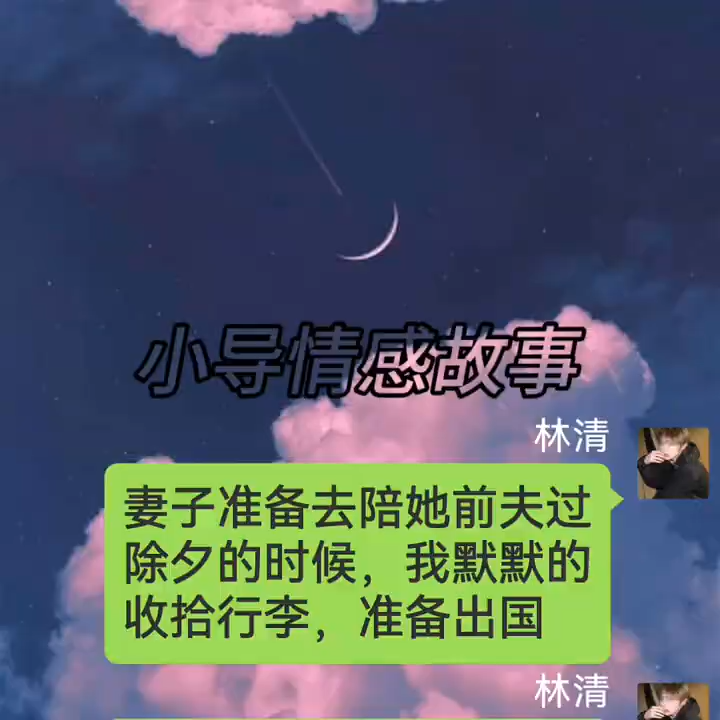 小导情感故事
林清
妻子准备去陪她前夫过
除夕的时候，我默默的
收拾行李，准备出国
林清